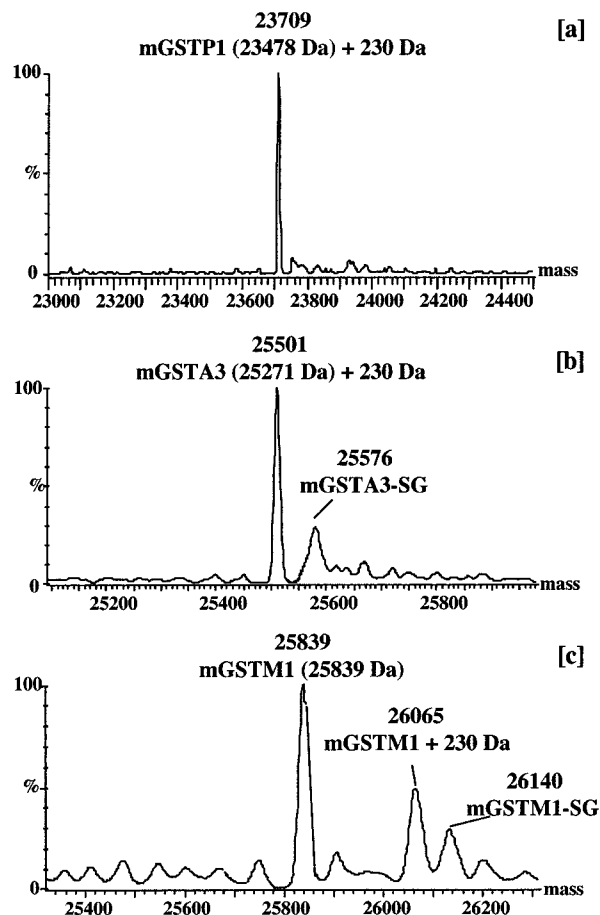 23709
mGSTP1 (23478 Da) + 230 Da
[a]
100
%
0
mass
23000 23200 23400 23600 23800 24000 24200 24400
25501
mGSTA3 (25271 Da) + 230 Da
[b]
100
25576
mGSTA3-SG
%
0
mass
25200 25400 25600 25800
25839
mGSTM1 (25839 Da)
[c]
100
26065
mGSTM1 + 230 Da
26140
mGSTM1-SG
%
0
mass
25400 25600 25800 26000 26200